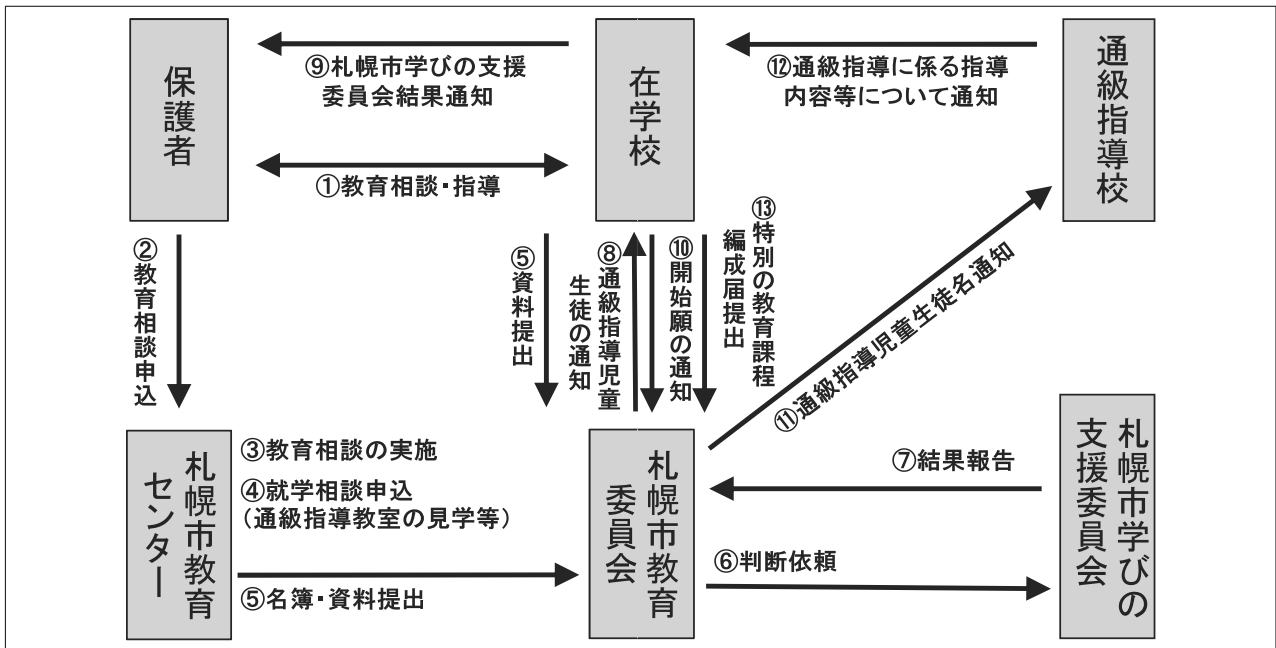 保護者
⑨札幌市学びの支援
委員会結果通知
在学校
⑫通級指導に係る指導
内容等について通知
通級指導校
①教育相談・指導
②教育相談申込
⑤資料提出
⑧通級指導児童
生徒の通知
⑩開始願の通知
⑬特別の教育課程
編成届提出
⑪通級指導児童生徒名通知
札幌市教育
センター
③教育相談の実施
④就学相談申込
（通級指導教室の見学等）
⑤名簿・資料提出
札幌市教育
委員会
⑦結果報告
⑥判断依頼
札幌市学びの
支援委員会